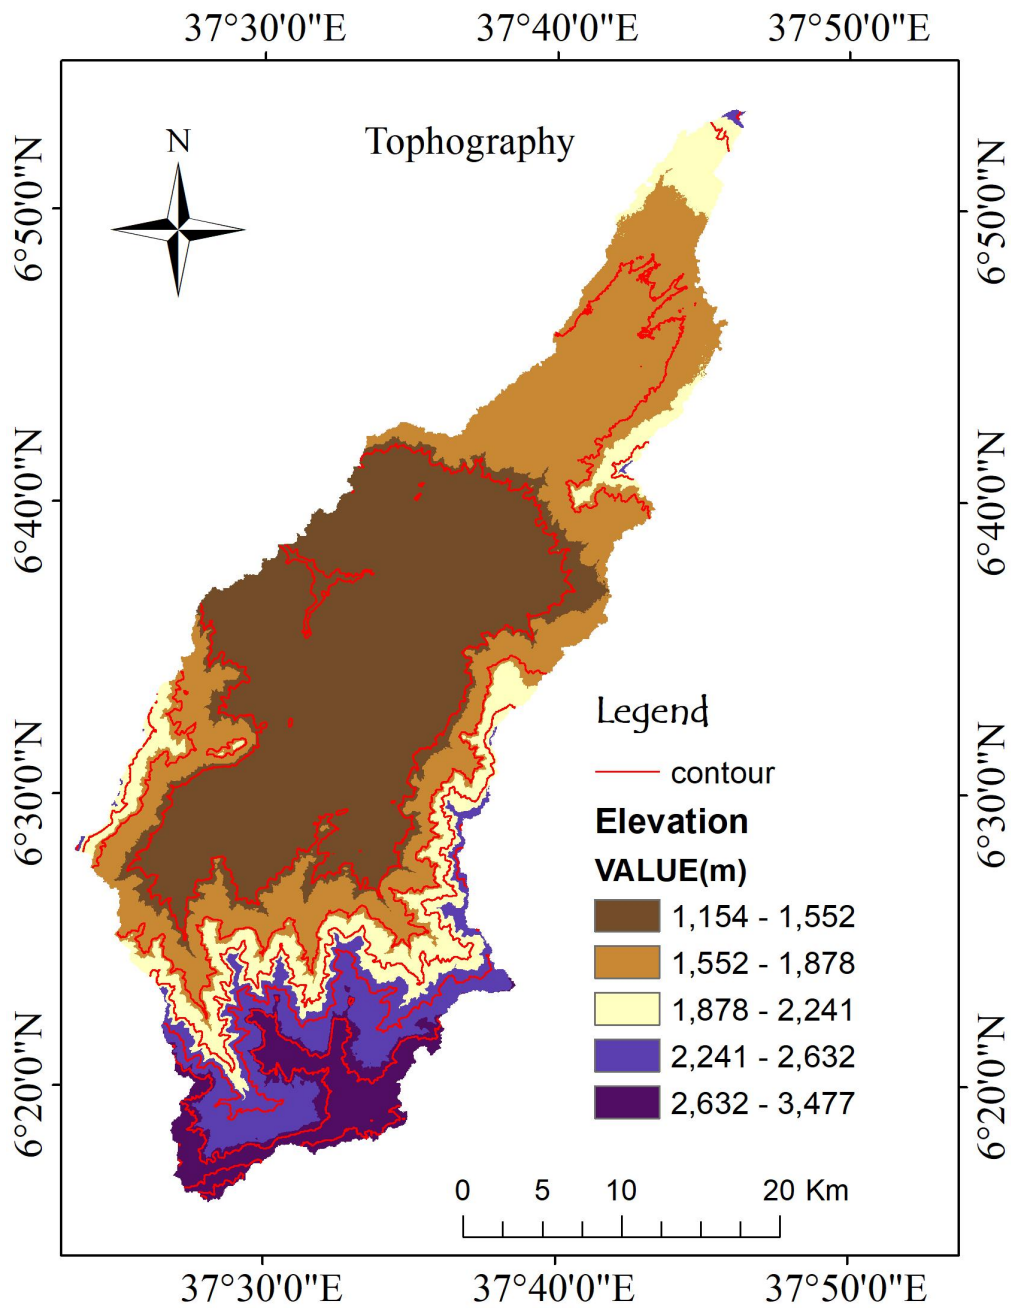 37°30'0"E 37°40'0"E 37°50'0"E
N
Tophography
6°50'0"N 6°50'0"N
6°40'0"N 6°40'0"N
6°30'0"N 6°30'0"N
6°20'0"N 6°20'0"N
Legend
contour
Elevation
VALUE(m)
1,154 - 1,552
1,552 - 1,878
1,878 - 2,241
2,241 - 2,632
2,632 - 3,477
0 5 10 20 Km
37°30'0"E 37°40'0"E 37°50'0"E